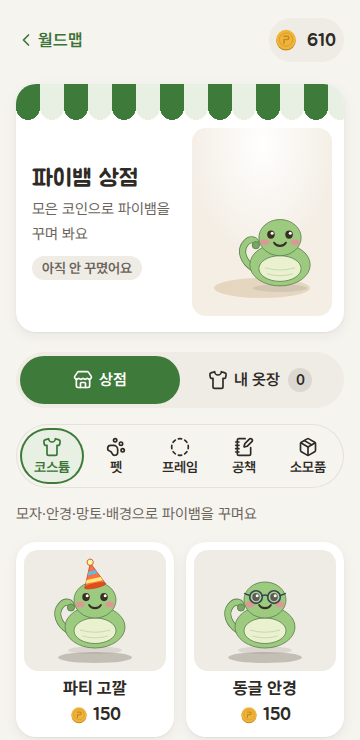 월드맵
610
파이뱀 상점
모은 코인으로 파이뱀을
꾸며 봐요
아직 안 꾸몄어요
상점
내 옷장 0
코스튬
펫
프레임
공책
소모품
모자·안경·망토·배경으로 파이뱀을 꾸며요
파티 고깔
150
동글 안경
150